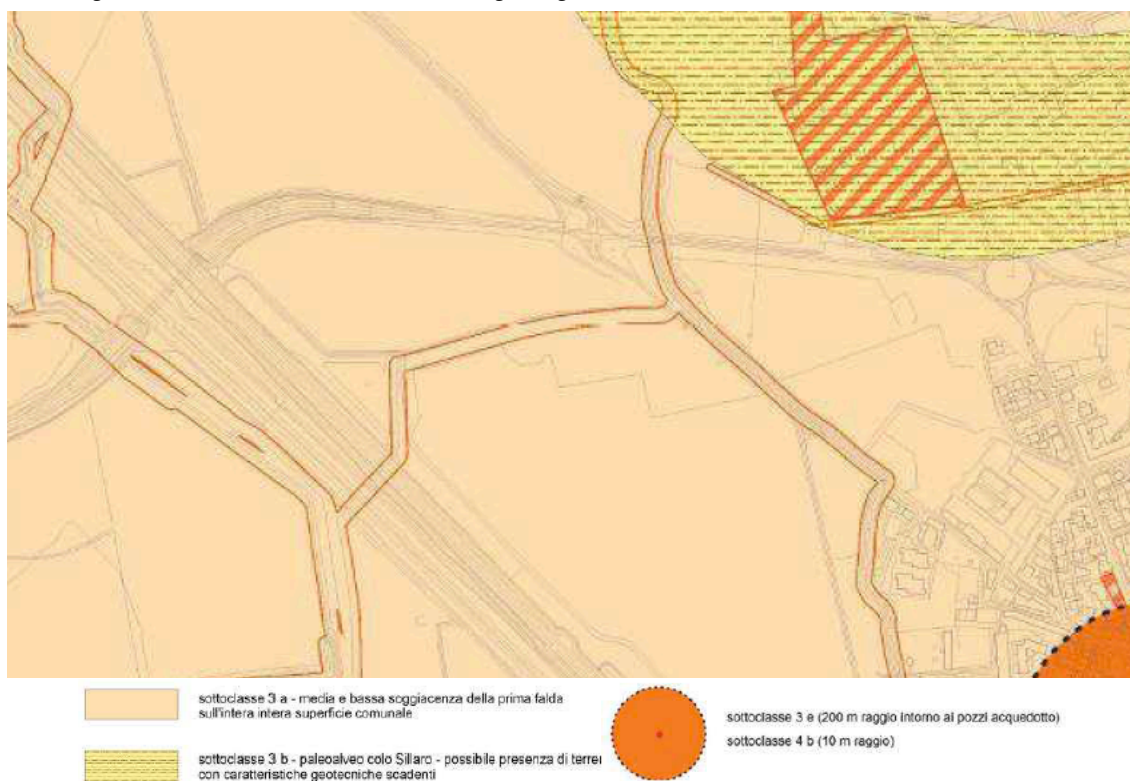 sottoclasse 3 a - media e bassa soggiacenza della prima falda
sull'intera intera superficie comunale
sottoclasse 3 b - paleoalveo colo Sillaro - possibile presenza di terrei
con caratteristiche geotecniche scadenti
sottoclasse 3 e (200 m raggio intorno ai pozzi acquedotto)
sottoclasse 4 b (10 m raggio)